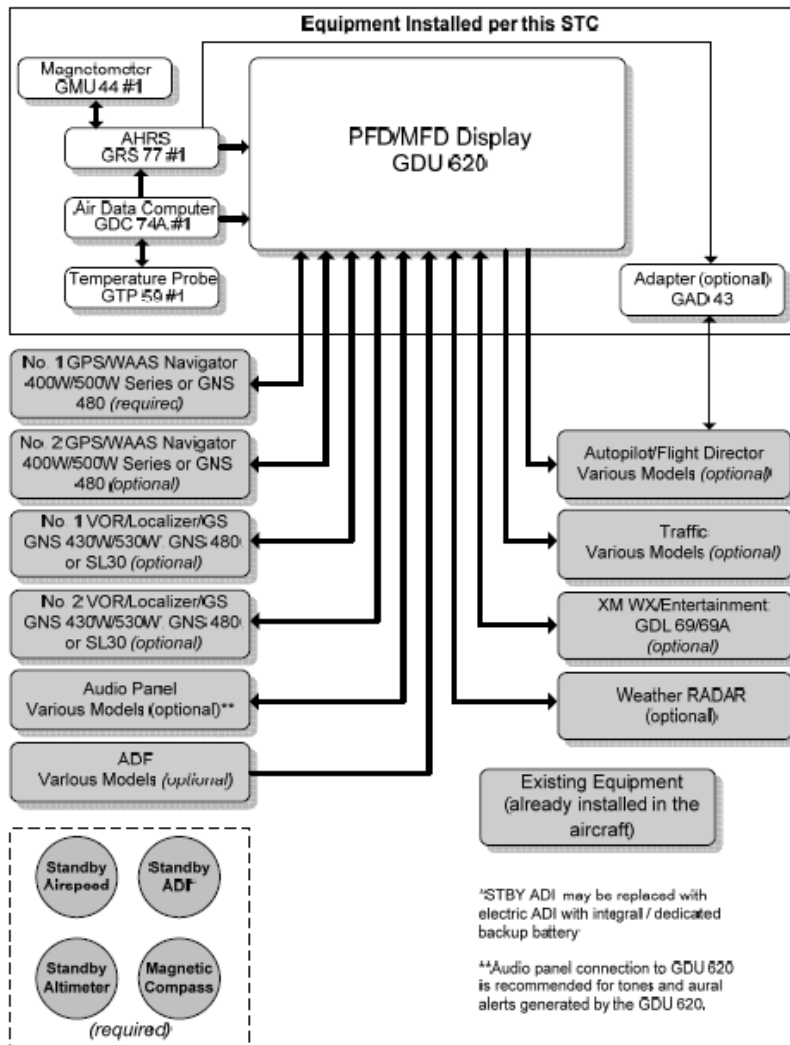 Equipment Installed per this STC
Magnetometer
GMU 44 #1
AHRS
GRS 77 #1
Air Data Computer
GDC 74A #1
Temperature Probe
GTP 59 #1
PFD/MFD Display
GDU 620
Adapter (optional)
GAD 43
No. 1 GPS/WAAS Navigator
400W/500W Series or GNS
480 (required)
No. 2 GPS/WAAS Navigator
400W/500W Series or GNS
480 (optional)
No. 1 VOR/Localizer/GS
GNS 430W/530W, GNS 480
or SL30 (optional)
No. 2 VOR/Localizer/GS
GNS 430W/530W, GNS 480
or SL30 (optional)
Audio Panel
Various Models (optional)**
ADF
Various Models (optional)
Autopilot/Flight Director
Various Models (optional)
Traffic
Various Models (optional)
XM WX/Entertainment
GDL 69/69A
(optional)
Weather RADAR
(optional)
Existing Equipment
(already installed in the
aircraft)
Standby
Airspeed
Standby
ADI*
Standby
Altimeter
Magnetic
Compass
(required)
*STBY ADI may be replaced with
electric ADI with integral / dedicated
backup battery
**Audio panel connection to GDU 620
is recommended for tones and aural
alerts generated by the GDU 620.